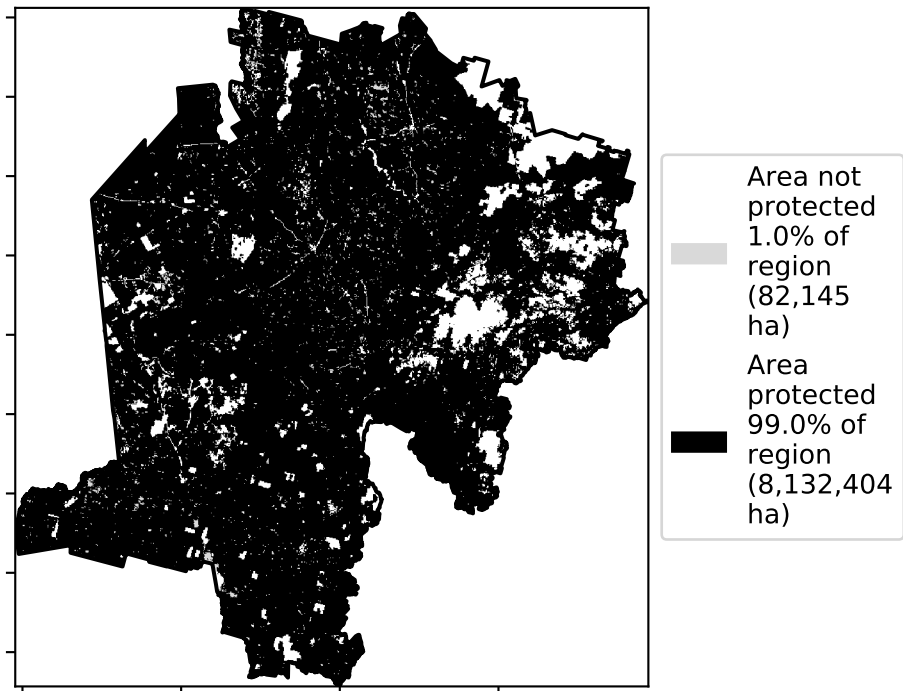 Area not
protected
1.0% of
region
(82,145
ha)
Area
protected
99.0% of
region
(8,132,404
ha)